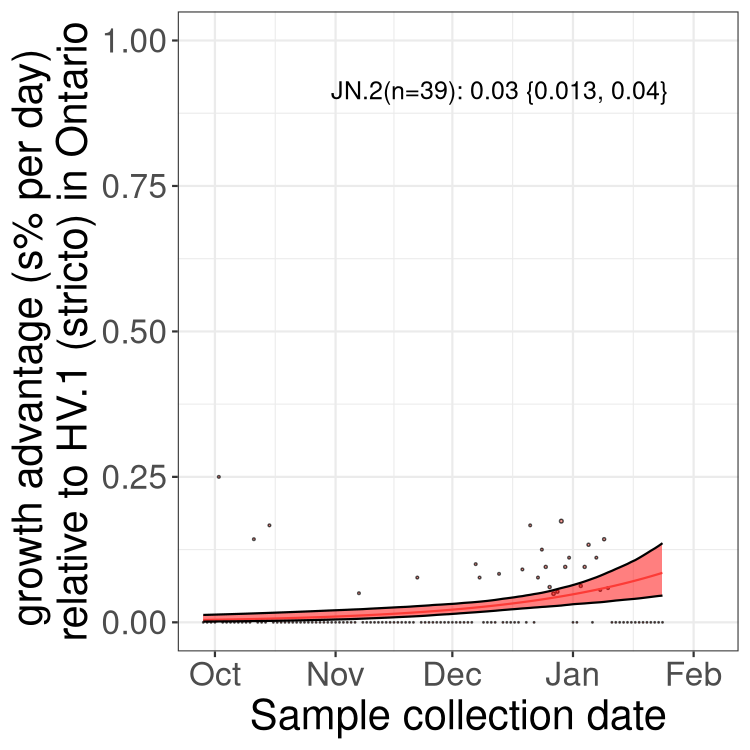 growth advantage (s% per day)
relative to HV.1 (stricto) in Ontario
1.00
JN.2(n=39): 0.03 {0.013, 0.04}
0.75
0.50
0.25
0.00
Oct Nov Dec Jan Feb
Sample collection date